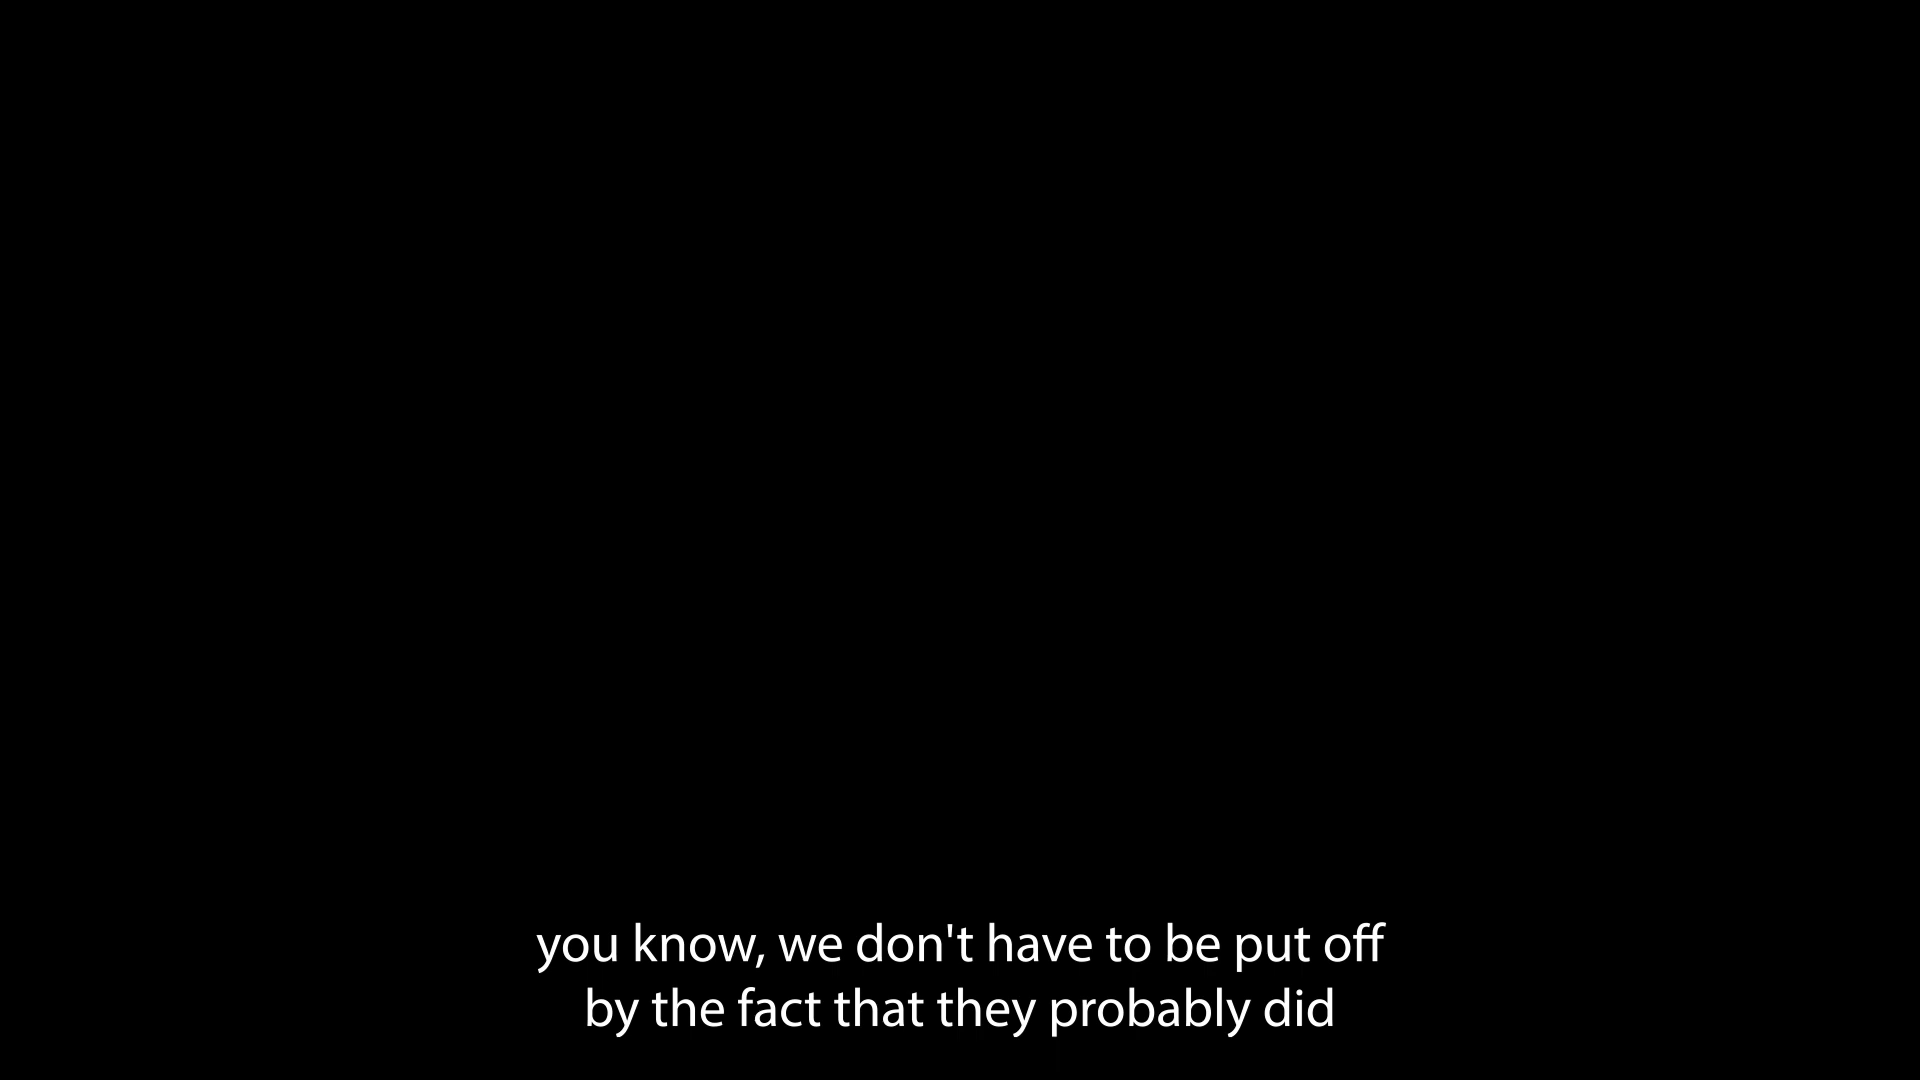 you know, we don't have to be put off
by the fact that they probably did